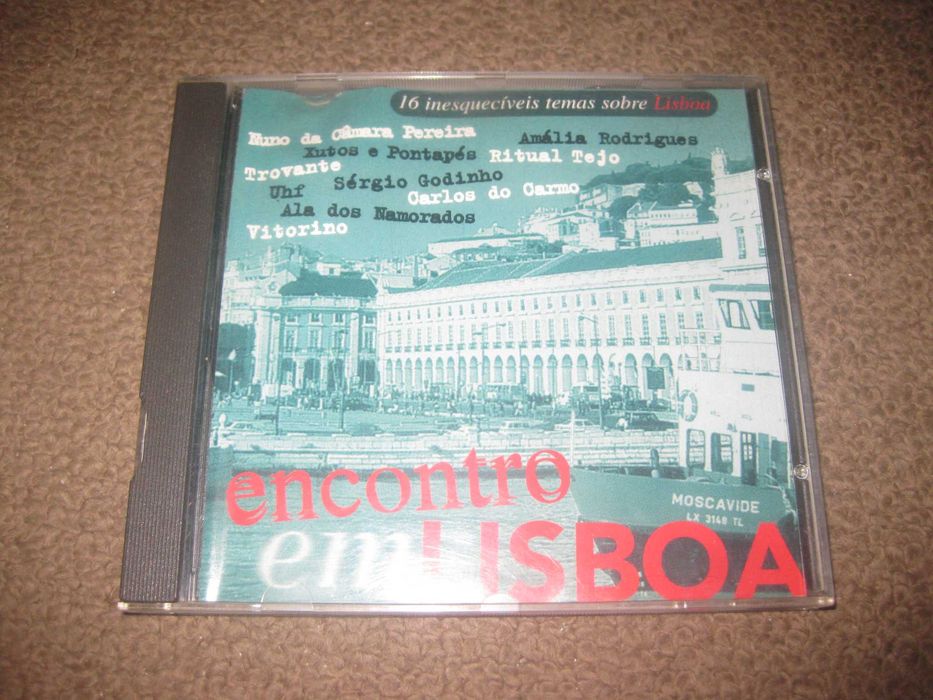 16 inesquecíveis temas sobre Lisboa
Nuno da Câmara Pereira
Amália Rodrigues
Xutos e Pontapés
Ritual Tejo
Trovante
Uhf
Sérgio Godinho
Carlos do Carmo
Ala dos Namorados
Vitorino
encontro
em LISBOA
MOSCAVIDE
LX 3148 TL